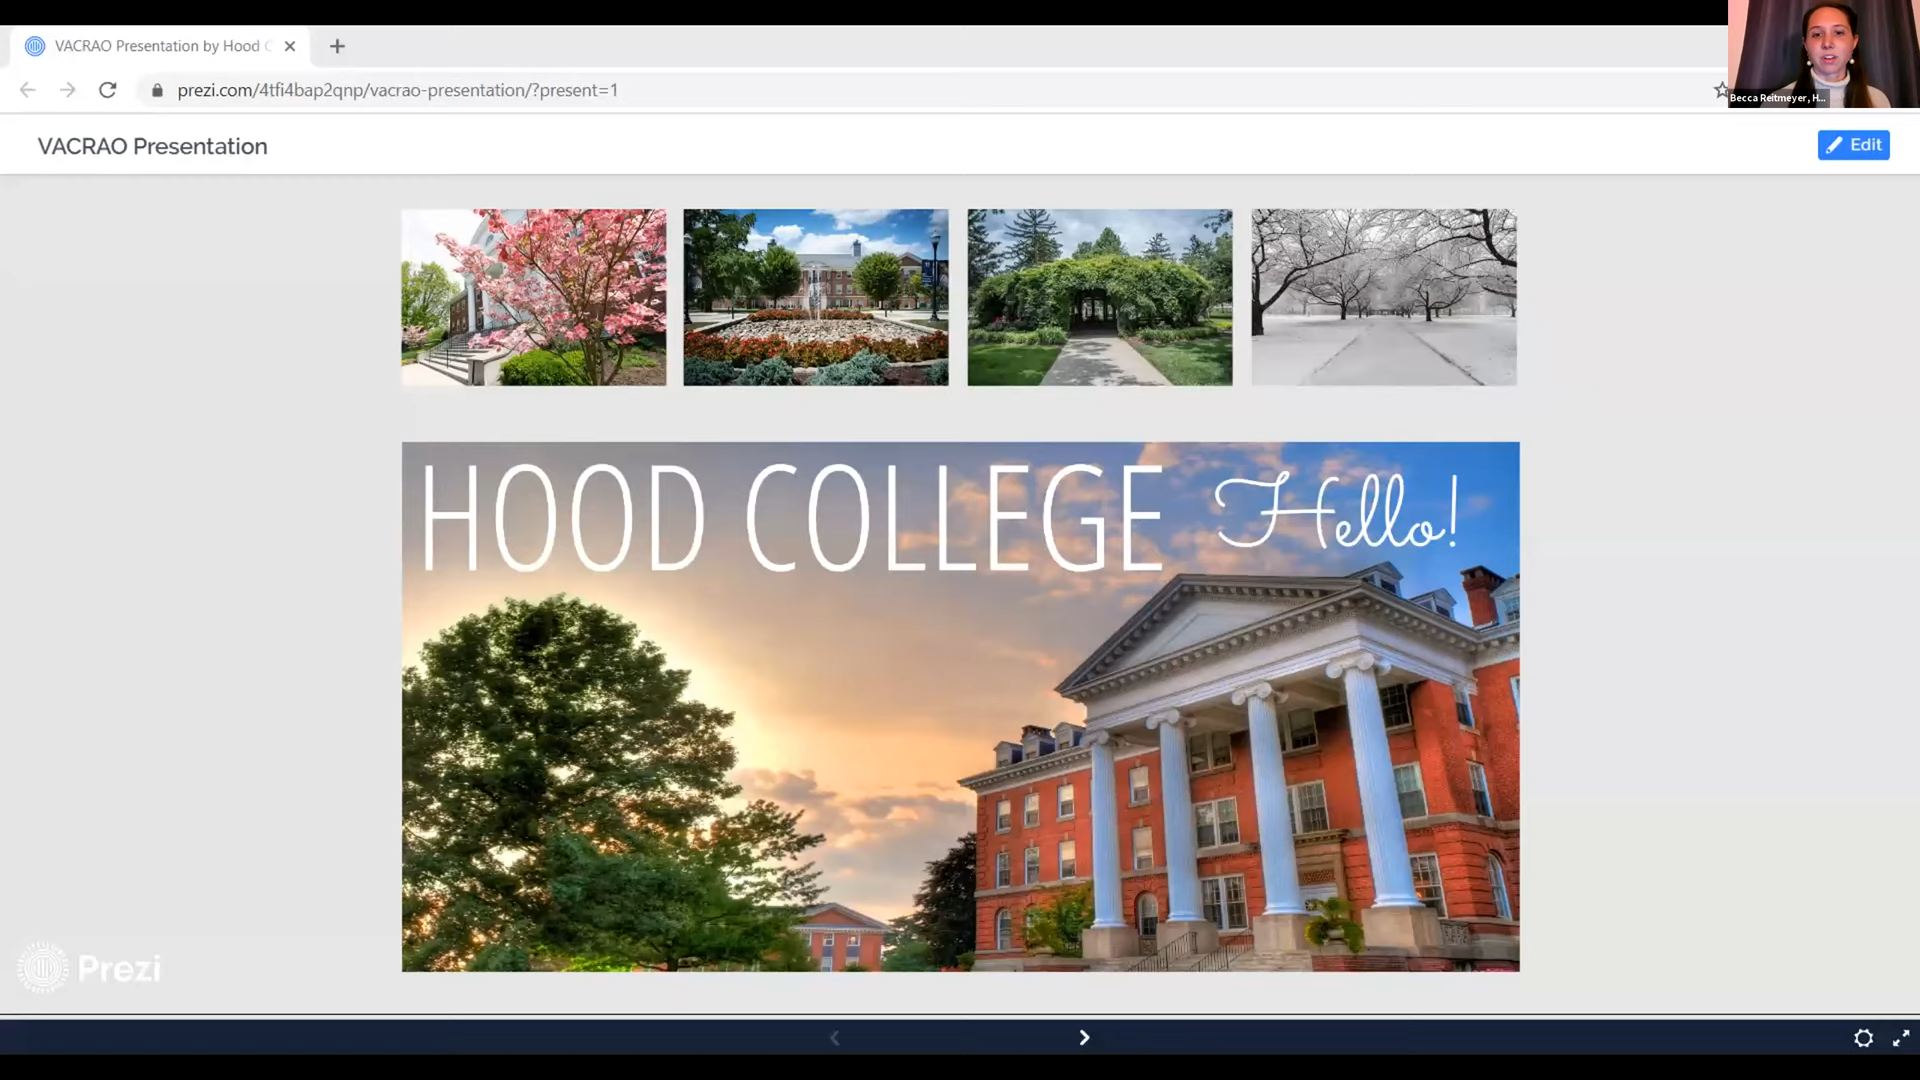 VACRAO Presentation by Hood C
prezi.com/4tfi4bap2qnp/vacrao-presentation/?present=1
Becca Reitmeyer, H...
VACRAO Presentation
Edit
HOOD COLLEGE Hello!
Prezi